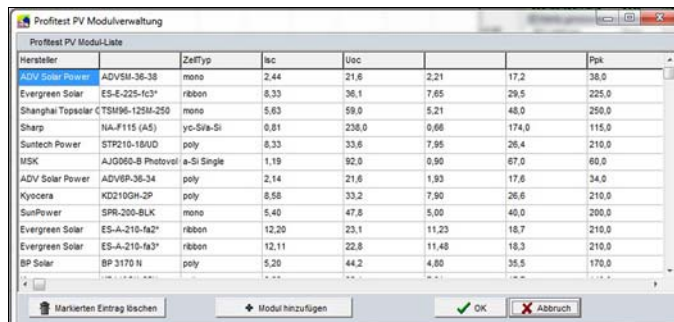 Profitest PV Modulverwaltung
Profitest PV Modul-Liste
Hersteller ZellTyp Isc Uoc Ppk
ADV Solar Power ADV5M-36-38 mono 2,44 21,6 2,21 17,2 38,0
Evergreen Solar ES-E-225-fc3* ribbon 8,33 36,1 7,65 29,5 225,0
Shanghai Topsolar C TSM96-125M-250 mono 5,63 59,0 5,21 48,0 250,0
Sharp NA-F115 (A5) yc-Si/a-Si 0,81 238,0 0,66 174,0 115,0
Suntech Power STP210-18/UD poly 8,33 33,6 7,95 26,4 210,0
MSK AJG060-B Photovol a-Si Single 1,19 92,0 0,90 67,0 60,0
ADV Solar Power ADV6P-36-34 poly 2,14 21,6 1,93 17,6 34,0
Kyocera KD210GH-2P poly 8,58 33,2 7,90 26,6 210,0
SunPower SPR-200-BLK mono 5,40 47,8 5,00 40,0 200,0
Evergreen Solar ES-A-210-fa2* ribbon 12,20 23,1 11,23 18,7 210,0
Evergreen Solar ES-A-210-fa3* ribbon 12,11 22,8 11,48 18,3 210,0
BP Solar BP 3170 N poly 5,20 44,2 4,80 35,5 170,0
Markierten Eintrag löschen Modul hinzufügen OK Abbruch